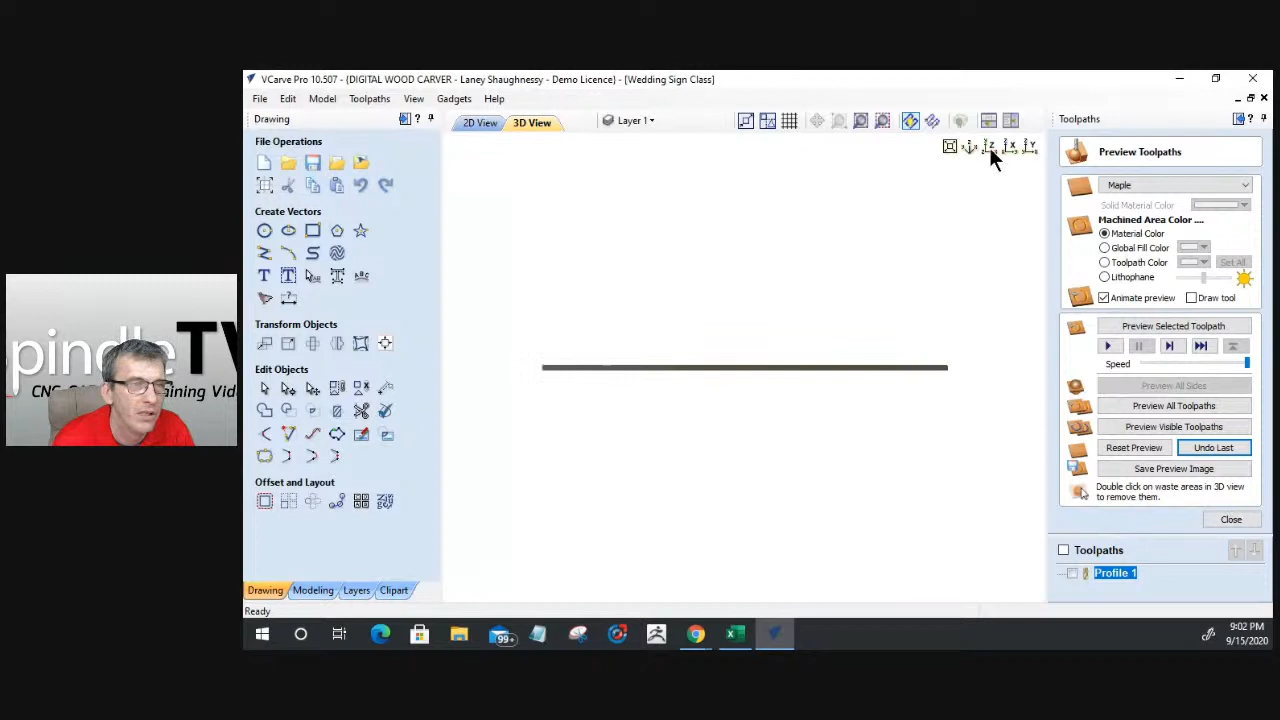 VCarve Pro 10.507 - {DIGITAL WOOD CARVER - Laney Shaughnessy - Demo Licence} - [Wedding Sign Class]
File Edit Model Toolpaths View Gadgets Help
Drawing
2D View 3D View Layer 1
Toolpaths
File Operations
Create Vectors
Transform Objects
Edit Objects
Offset and Layout
Drawing Modeling Layers Clipart
Ready
Preview Toolpaths
Maple
Solid Material Color
Machined Area Color ....
Material Color
Global Fill Color
Toolpath Color Set All
Lithophane
Animate preview Draw tool
Preview Selected Toolpath
Speed
Preview All Sides
Preview All Toolpaths
Preview Visible Toolpaths
Reset Preview Undo Last
Save Preview Image
Double click on waste areas in 3D view
to remove them.
Close
Toolpaths
Profile 1
pindle TV
99+
9:02 PM
9/15/2020